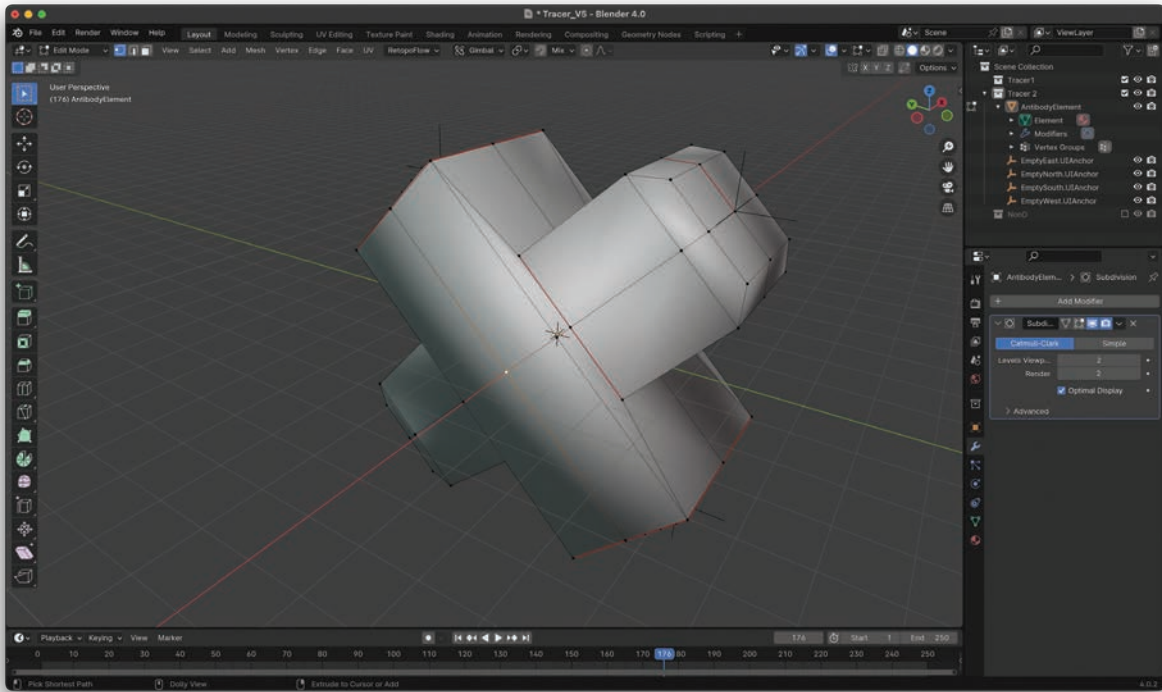 * Tracer_V5 - Blender 4.0
File Edit Render Window Help Layout Modeling Sculpting UV Editing Texture Paint Shading Animation Rendering Compositing Geometry Nodes Scripting + Scene ViewLayer
Edit Mode View Select Add Mesh Vertex Edge Face UV RetopoFlow Gimbal Mix
X Y Z Options
User Perspective
(176) AntibodyElement
Z
Y
X
Scene Collection
Tracer1
Tracer 2
AntibodyElement
Element
Modifiers
Vertex Groups
EmptyEast.UIAnchor
EmptyNorth.UIAnchor
EmptySouth.UIAnchor
EmptyWest.UIAnchor
NonO
AntibodyElem... > Subdivision
+ Add Modifier
Subdi...
Catmull-Clark Simple
Levels Viewp... 2
Render 2
Optimal Display
> Advanced
Playback Keying View Marker 176 Start 1 End 250
0 10 20 30 40 50 60 70 80 90 100 110 120 130 140 150 160 170 176 80 190 200 210 220 230 240 250
Pick Shortest Path Dolly View Extrude to Cursor or Add 4.0.2